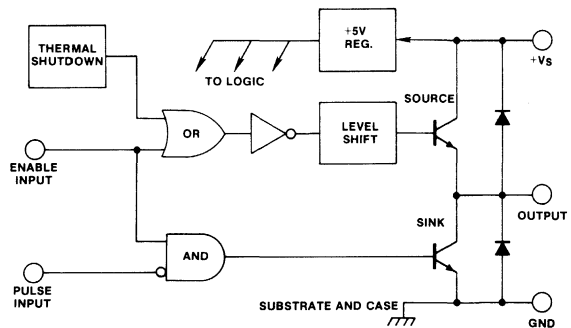 THERMAL
SHUTDOWN
+5V
REG.
+Vs
TO LOGIC
SOURCE
OR
LEVEL
SHIFT
ENABLE
INPUT
OUTPUT
SINK
AND
PULSE
INPUT
SUBSTRATE AND CASE
GND